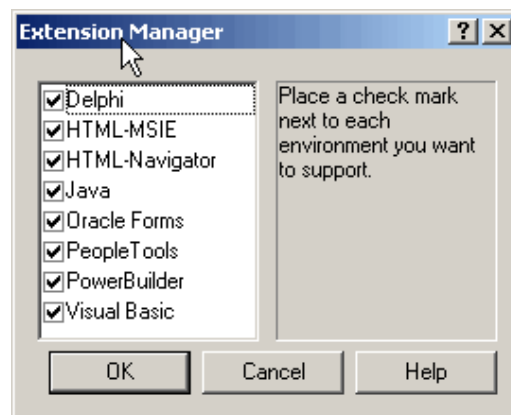 Extension Manager
Delphi
HTML-MSIE
HTML-Navigator
Java
Oracle Forms
PeopleTools
PowerBuilder
Visual Basic
Place a check mark
next to each
environment you want
to support.
OK Cancel Help